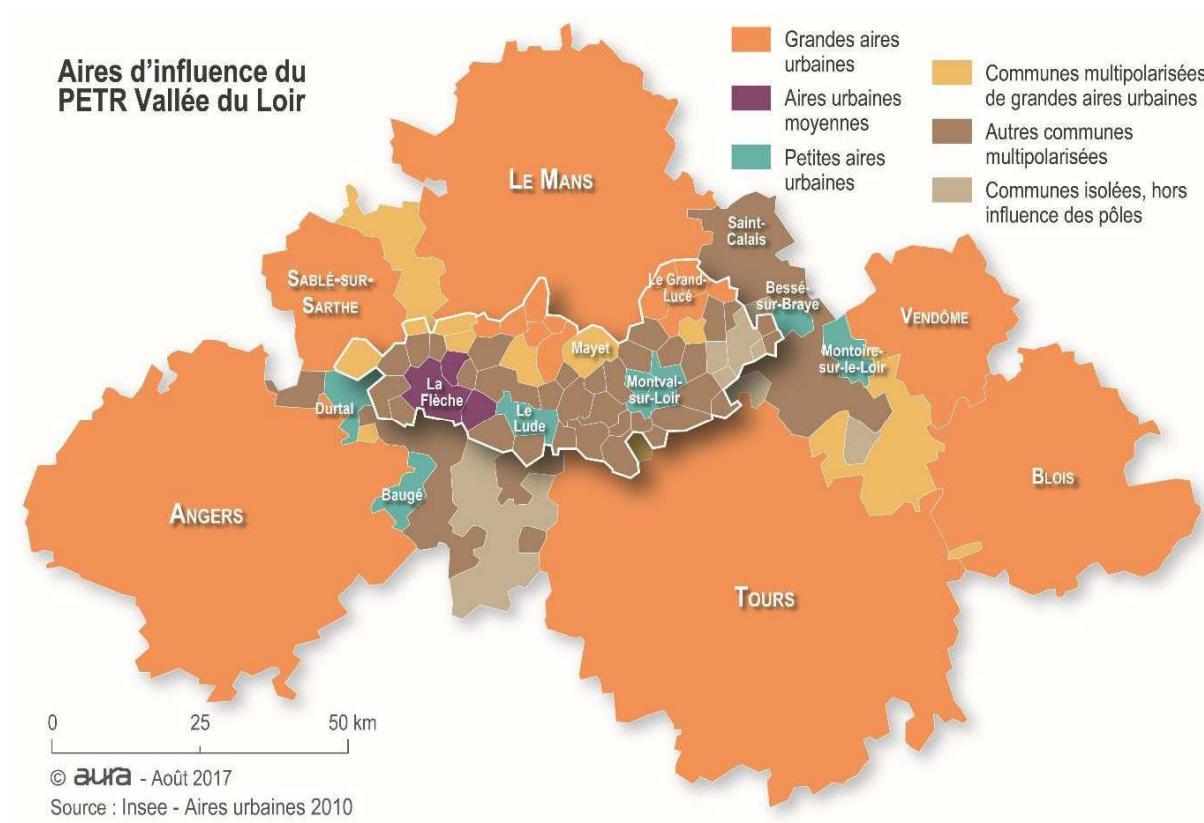 Aires d'influence du
PETR Vallée du Loir
Grandes aires
urbaines
Aires urbaines
moyennes
Petites aires
urbaines
Communes multipolarisées
de grandes aires urbaines
Autres communes
multipolarisées
Communes isolées, hors
influence des pôles
LE MANS
SABLÉ-SUR-
SARTHE
Saint-
Calais
Le Grand-
Lucé
Bessé-
sur-Braye
VENDÔME
Montoire-
sur-le-Loir
Mayet
La
Flèche
Montval-
sur-Loir
Durtal
Le
Lude
Baugé
ANGERS
BLOIS
TOURS
0 25 50 km
© aura - Août 2017
Source : Insee - Aires urbaines 2010